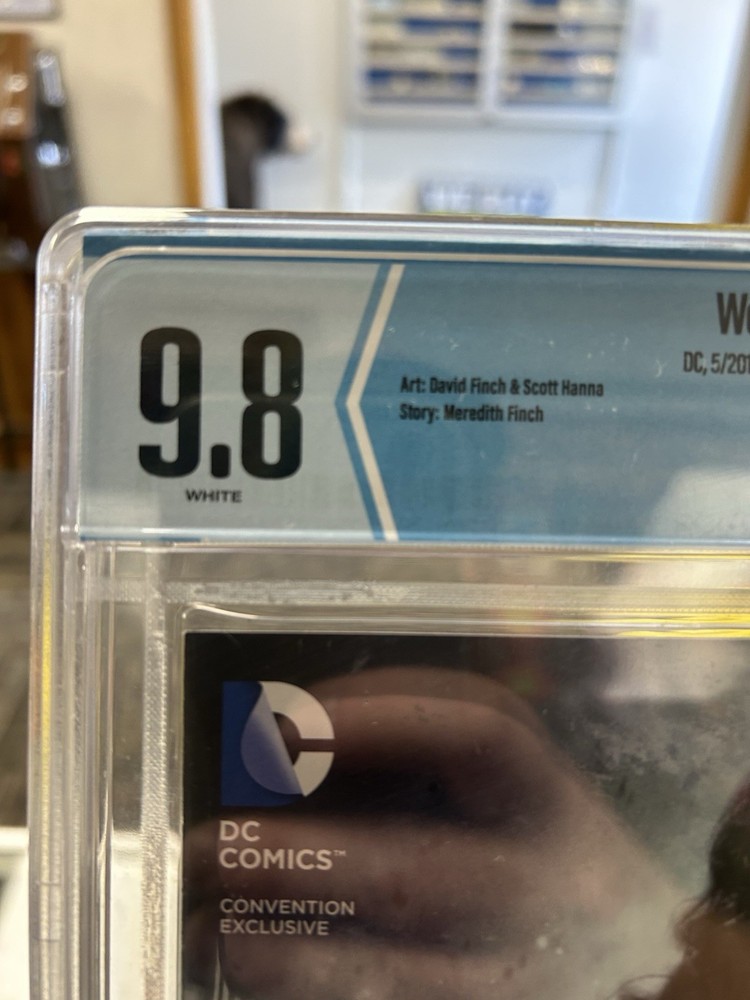 9.8
WHITE
Art: David Finch & Scott Hanna
Story: Meredith Finch
DC, 5/201
DC
COMICS™
CONVENTION
EXCLUSIVE